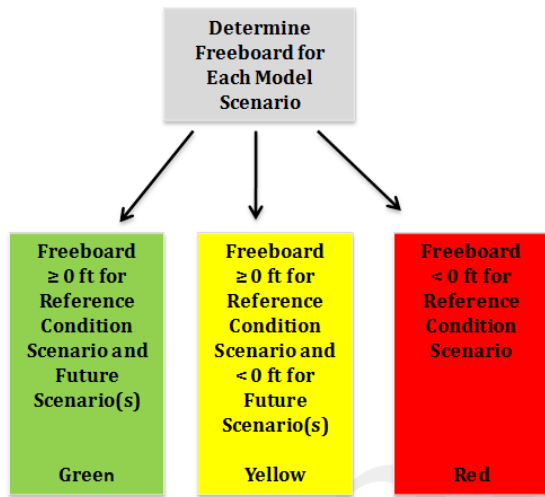 Determine
Freeboard for
Each Model
Scenario
Freeboard
≥ 0 ft for
Reference
Condition
Scenario and
Future
Scenario(s)
Green
Freeboard
≥0 ft for
Reference
Condition
Scenario and
< 0 ft for
Future
Scenario(s)
Yellow
Freeboard
< 0 ft for
Reference
Condition
Scenario
Red